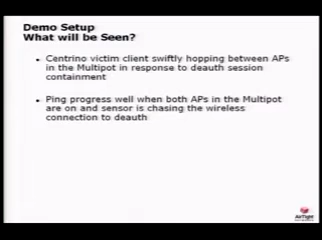 Demo Setup
What will be Seen?
• Centrino victim client swiftly hopping between APs
in the Multipot in response to deauth session
containment
• Ping progress well when both APs in the Multipot
are on and sensor is chasing the wireless
connection to deauth
AirTight